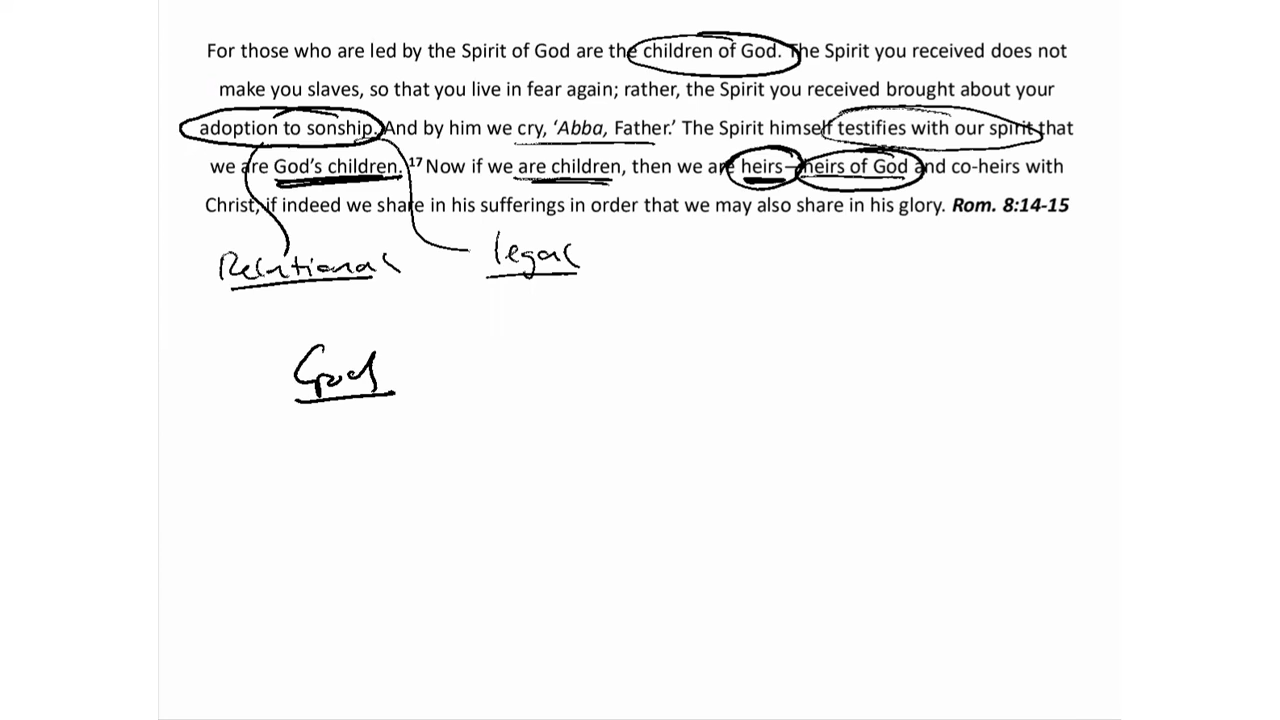 For those who are led by the Spirit of God are the children of God. The Spirit you received does not
make you slaves, so that you live in fear again; rather, the Spirit you received brought about your
adoption to sonship. And by him we cry, ‘Abba, Father.’ The Spirit himself testifies with our spirit that
we are God’s children. ¹⁷ Now if we are children, then we are heirs—heirs of God and co-heirs with
Christ, if indeed we share in his sufferings in order that we may also share in his glory. Rom. 8:14-15
Relational legal
God